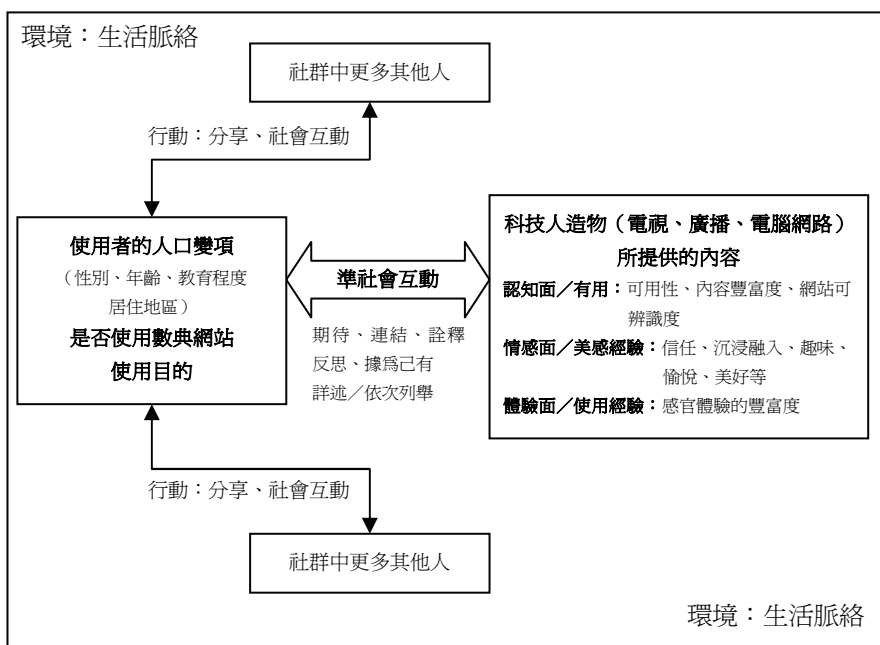 環境：生活脈絡
社群中更多其他人
行動：分享、社會互動
使用者的人口變項
（性別、年齡、教育程度
居住地區）
是否使用數典網站
使用目的
準社會互動
期待、連結、詮釋
反思、據為己有
詳述／依次列舉
科技人造物（電視、廣播、電腦網路）
所提供的內容
認知面／有用：可用性、內容豐富度、網站可
辨識度
情感面／美感經驗：信任、沉浸融入、趣味、
愉悅、美好等
體驗面／使用經驗：感官體驗的豐富度
行動：分享、社會互動
社群中更多其他人
環境：生活脈絡